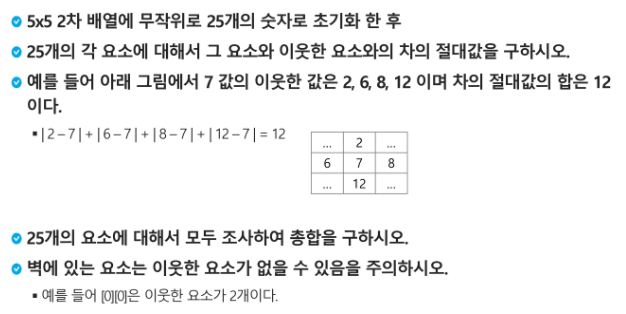 5x5 2차 배열에 무작위로 25개의 숫자로 초기화 한 후
25개의 각 요소에 대해서 그 요소와 이웃한 요소와의 차의 절대값을 구하시오.
예를 들어 아래 그림에서 7 값의 이웃한 값은 2, 6, 8, 12 이며 차의 절대값의 합은 12
이다.
▪ | 2 – 7 | + | 6 – 7 | + | 8 – 7 | + | 12 – 7 | = 12
... 2 ...
6 7 8
... 12 ...
25개의 요소에 대해서 모두 조사하여 총합을 구하시오.
벽에 있는 요소는 이웃한 요소가 없을 수 있음을 주의하시오.
▪ 예를 들어 [0][0]은 이웃한 요소가 2개이다.